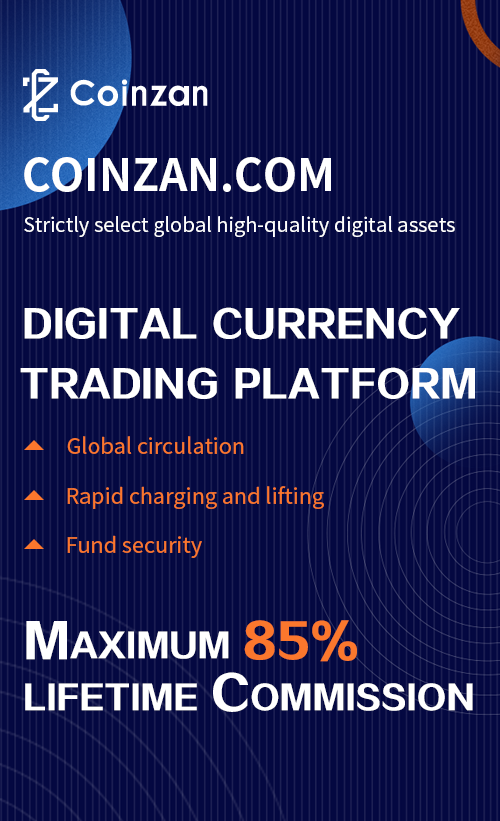 Coinzan
COINZAN.COM
Strictly select global high-quality digital assets
DIGITAL CURRENCY
TRADING PLATFORM
Global circulation
Rapid charging and lifting
Fund security
MAXIMUM 85%
LIFETIME COMMISSION